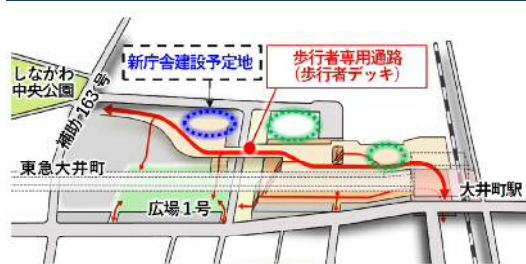 新庁舎建設予定地
歩行者専用通路
(歩行者デッキ)
しながわ
中央公園
補助163号
東急大井町
大井町駅
広場1号